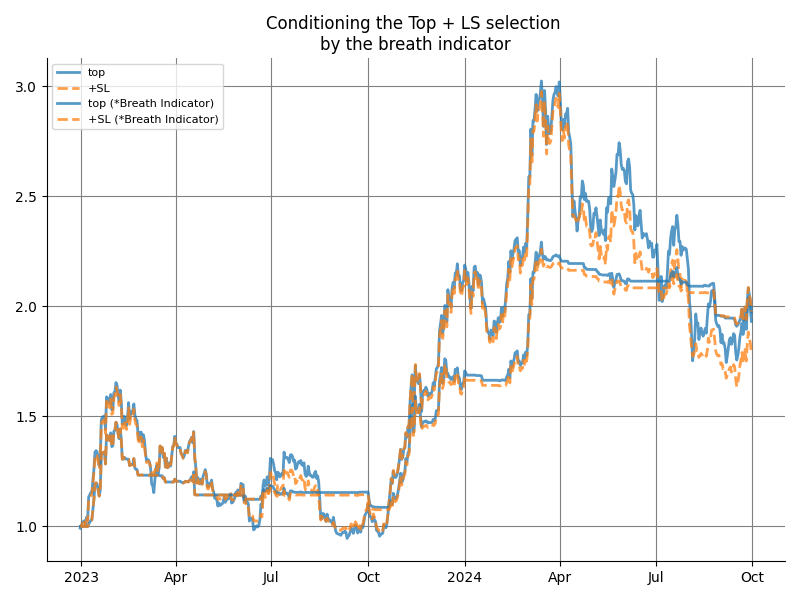 Conditioning the Top + LS selection
by the breath indicator
top
+SL
top (*Breath Indicator)
+SL (*Breath Indicator)
3.0
2.5
2.0
1.5
1.0
2023
Apr
Jul
Oct
2024
Apr
Jul
Oct